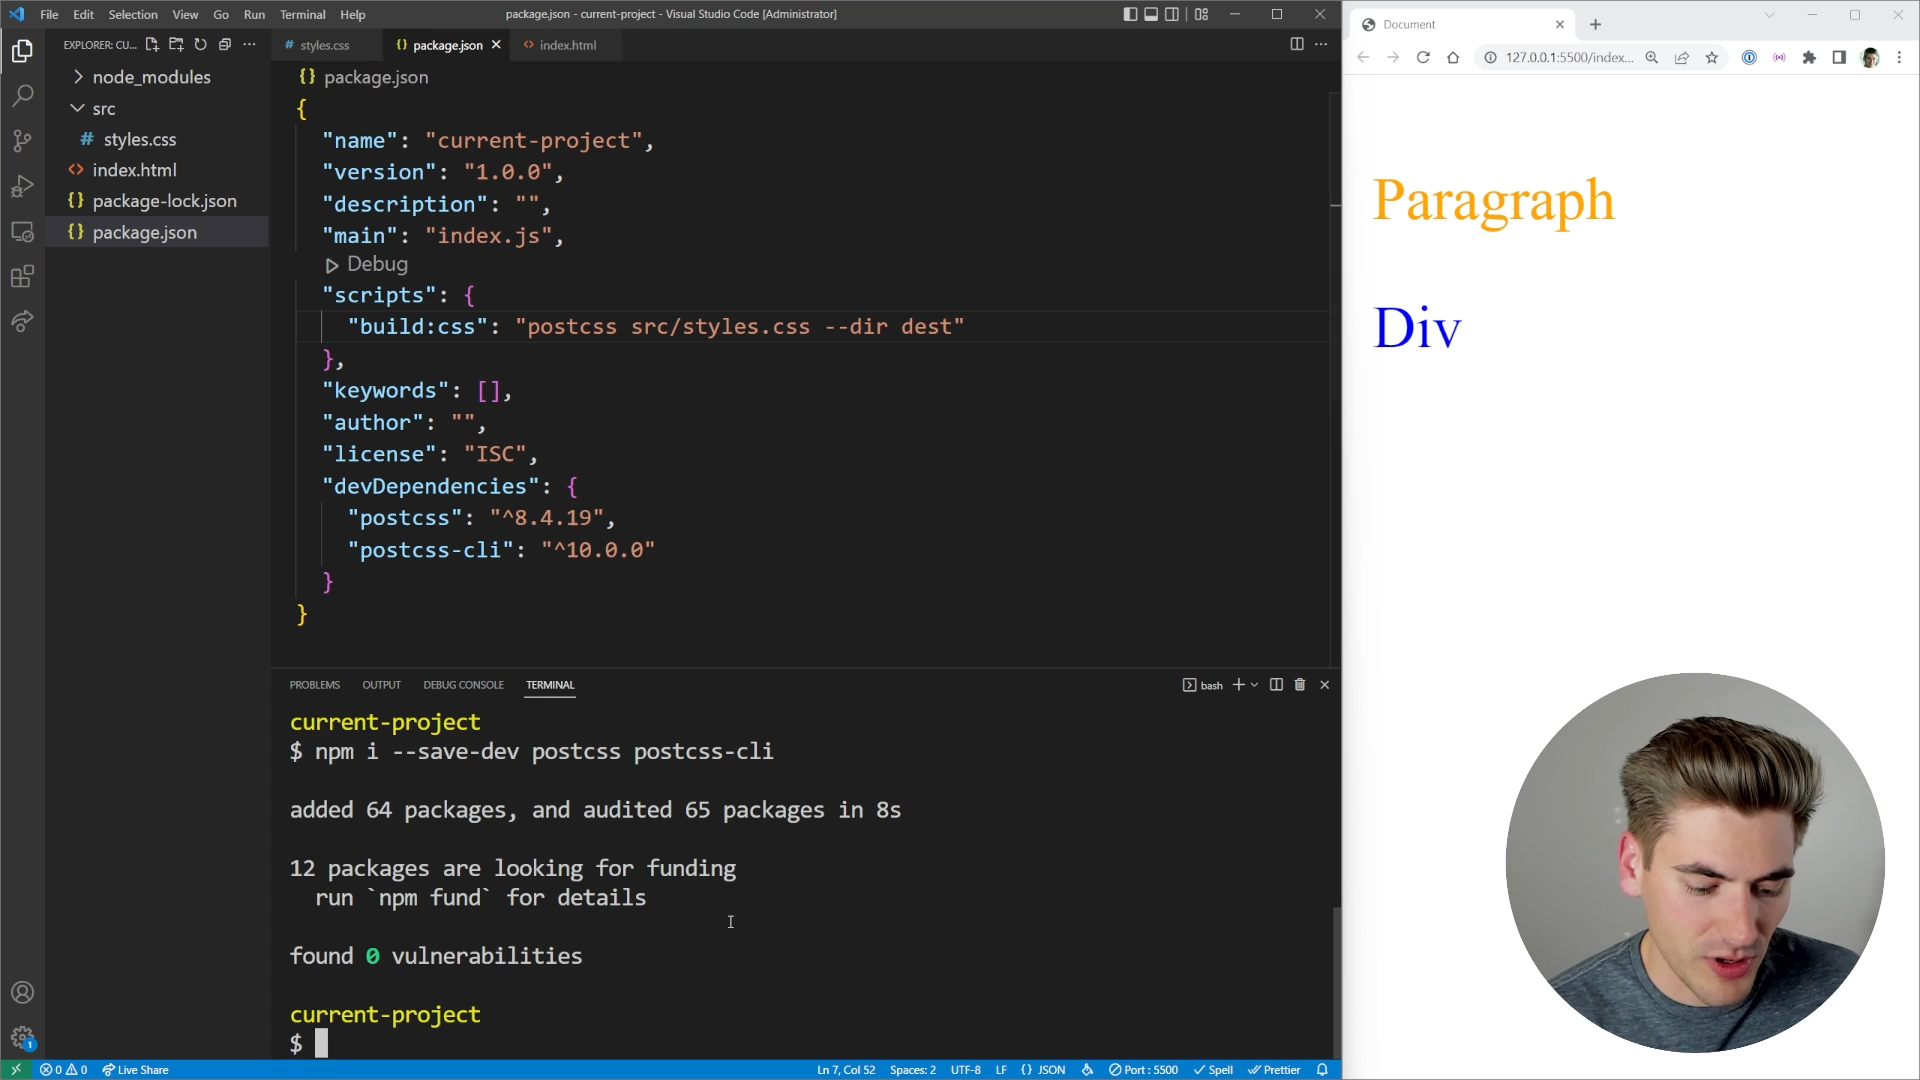 File Edit Selection View Go Run Terminal Help
package.json - current-project - Visual Studio Code [Administrator]
EXPLORER: CU...
node_modules
src
# styles.css
<> index.html
{} package-lock.json
{} package.json
# styles.css
{} package.json
<> index.html
{} package.json
{
"name": "current-project",
"version": "1.0.0",
"description": "",
"main": "index.js",
Debug
"scripts": {
"build:css": "postcss src/styles.css --dir dest"
},
"keywords": [],
"author": "",
"license": "ISC",
"devDependencies": {
"postcss": "^8.4.19",
"postcss-cli": "^10.0.0"
}
}
PROBLEMS OUTPUT DEBUG CONSOLE TERMINAL
bash
current-project
$ npm i --save-dev postcss postcss-cli
added 64 packages, and audited 65 packages in 8s
12 packages are looking for funding
run `npm fund` for details
found 0 vulnerabilities
current-project
$
1
0 0 Live Share
Ln 7, Col 52 Spaces: 2 UTF-8 LF {} JSON Port : 5500 Spell Prettier
Document
127.0.0.1:5500/index...
Paragraph
Div